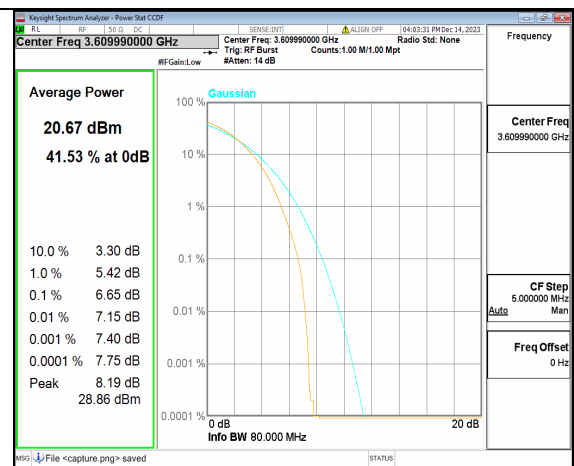 Keysight Spectrum Analyzer - Power Stat CCDF
RL RF 50 Ω DC SENSE:INT ALIGN OFF 04:03:31 PM Dec 14, 2023
Center Freq 3.609990000 GHz
Center Freq: 3.609990000 GHz Radio Std: None
Trig: RF Burst Counts:1.00 M/1.00 Mpt
#IFGain:Low #Atten: 14 dB
Frequency
Average Power
20.67 dBm
41.53 % at 0dB
10.0 % 3.30 dB
1.0 % 5.42 dB
0.1 % 6.65 dB
0.01 % 7.15 dB
0.001 % 7.40 dB
0.0001 % 7.75 dB
Peak 8.19 dB
28.86 dBm
Gaussian
100 %
10 %
1 %
0.1 %
0.01 %
0.001 %
0.0001 %
0 dB 20 dB
Info BW 80.000 MHz
Center Freq
3.609990000 GHz
CF Step
5.000000 MHz
Auto Man
Freq Offset
0 Hz
MSG File <capture.png> saved STATUS